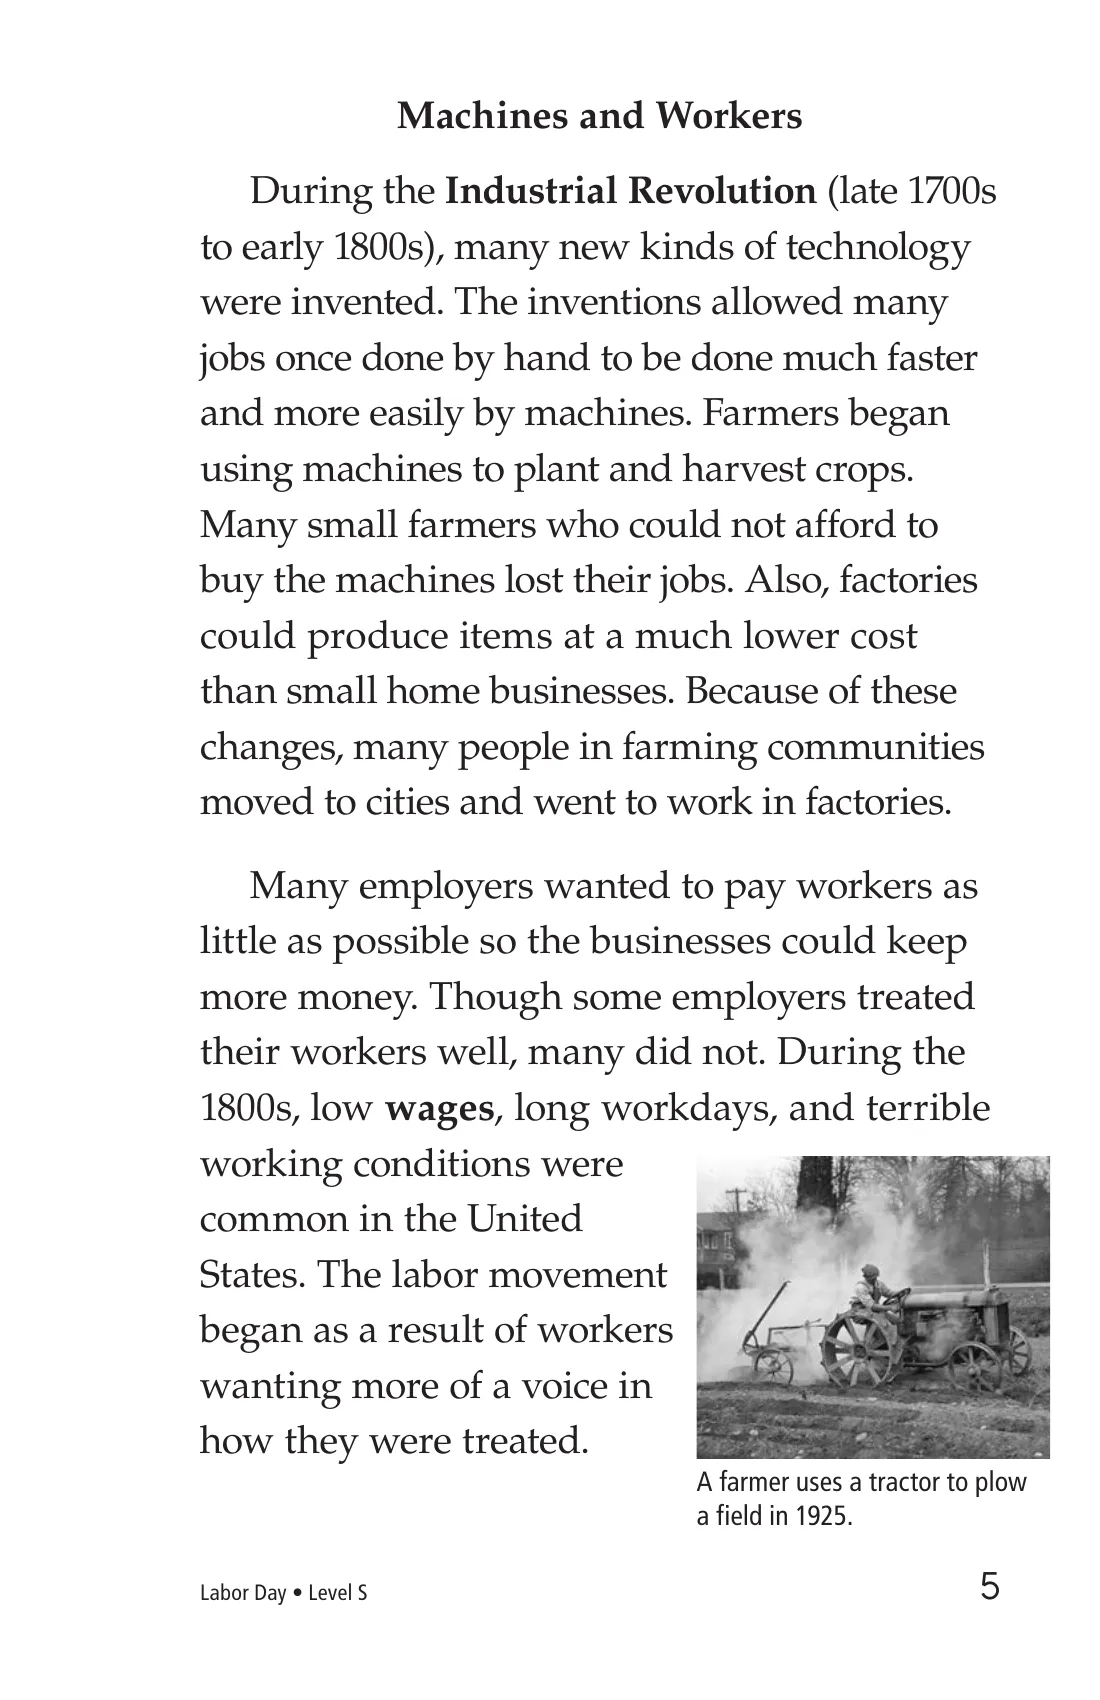 Machines and Workers
During the Industrial Revolution (late 1700s
to early 1800s), many new kinds of technology
were invented. The inventions allowed many
jobs once done by hand to be done much faster
and more easily by machines. Farmers began
using machines to plant and harvest crops.
Many small farmers who could not afford to
buy the machines lost their jobs. Also, factories
could produce items at a much lower cost
than small home businesses. Because of these
changes, many people in farming communities
moved to cities and went to work in factories.
Many employers wanted to pay workers as
little as possible so the businesses could keep
more money. Though some employers treated
their workers well, many did not. During the
1800s, low wages, long workdays, and terrible
working conditions were
common in the United
States. The labor movement
began as a result of workers
wanting more of a voice in
how they were treated.
A farmer uses a tractor to plow
a field in 1925.
Labor Day • Level S
5